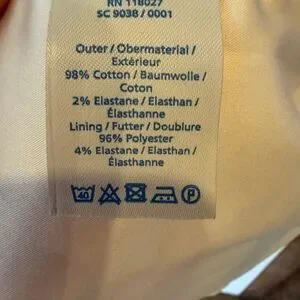 RN 118027
SC 9038 / 0001
Outer / Obermaterial /
Extérieur
98% Cotton / Baumwolle /
Coton
2% Elastane / Elasthan /
Élasthanne
Lining / Futter / Doublure
96% Polyester
4% Elastane / Elasthan /
Élasthanne
40 P